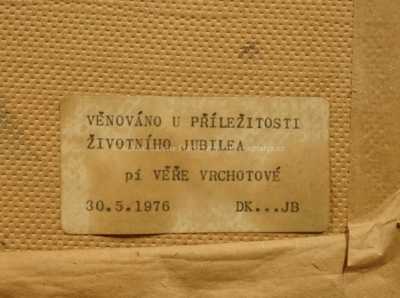 VĚNOVÁNO U PŘÍLEŽITOSTI
ŽIVOTNÍHO JUBILEA
pí VĚŘE VRCHOTOVÉ
30.5.1976 DK...JB